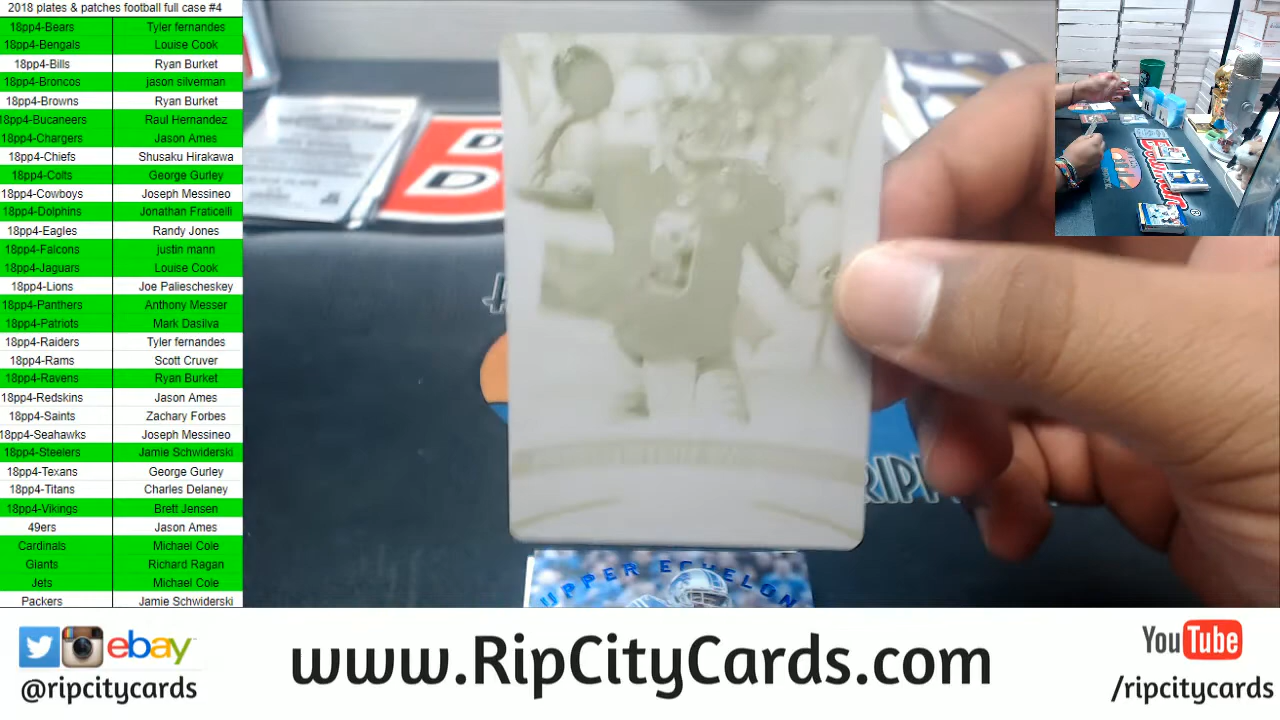 2018 plates & patches football full case #4
18pp4-Bears Tyler fernandes
18pp4-Bengals Louise Cook
18pp4-Bills Ryan Burket
18pp4-Broncos jason silverman
18pp4-Browns Ryan Burket
18pp4-Bucaneers Raul Hernandez
18pp4-Chargers Jason Ames
18pp4-Chiefs Shusaku Hirakawa
18pp4-Colts George Gurley
18pp4-Cowboys Joseph Messineo
18pp4-Dolphins Jonathan Fraticelli
18pp4-Eagles Randy Jones
18pp4-Falcons justin mann
18pp4-Jaguars Louise Cook
18pp4-Lions Joe Paliescheskey
18pp4-Panthers Anthony Messer
18pp4-Patriots Mark Dasilva
18pp4-Raiders Tyler fernandes
18pp4-Rams Scott Cruver
18pp4-Ravens Ryan Burket
18pp4-Redskins Jason Ames
18pp4-Saints Zachary Forbes
18pp4-Seahawks Joseph Messineo
18pp4-Steelers Jamie Schwiderski
18pp4-Texans George Gurley
18pp4-Titans Charles Delaney
18pp4-Vikings Brett Jensen
49ers Jason Ames
Cardinals Michael Cole
Giants Richard Ragan
Jets Michael Cole
Packers Jamie Schwiderski
UPPER ECHELON
ebay
@ripcitycards
www.RipCityCards.com
YouTube
/ripcitycards